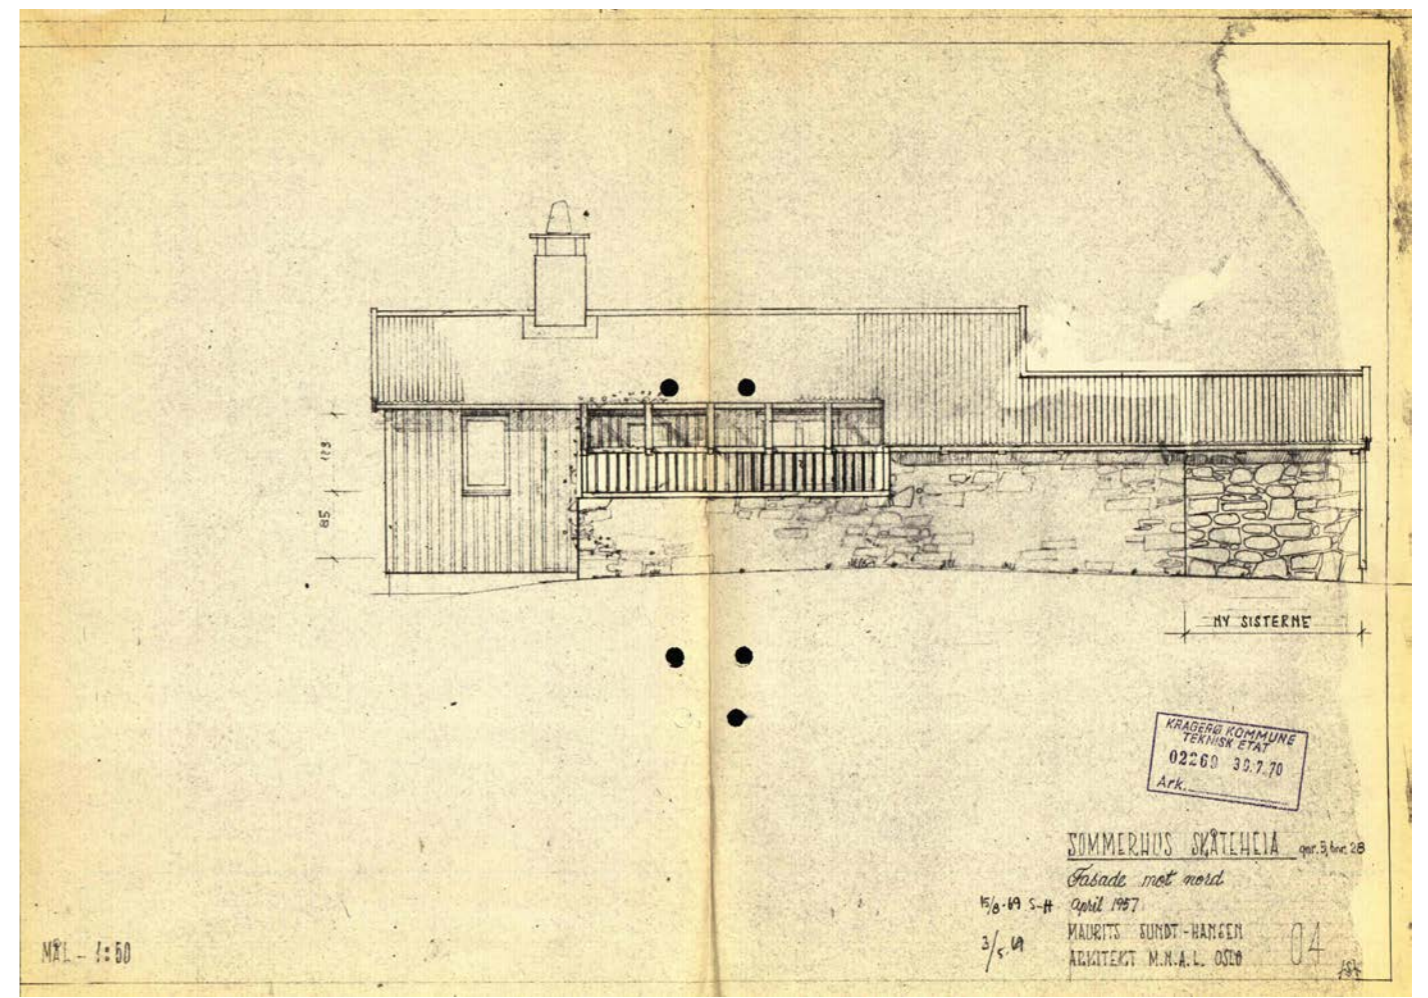 123
85
NY SISTERNE
KRAGERØ KOMMUNE
TEKNISK ETAT
02269 30.7.70
Ark.
SOMMERHUS SKÅTEHEIA gnr. 5, bnr. 28
Fasade mot nord
15/8-69 S-H April 1957
3/5-69 MAURITS SUNDT-HANSEN
ARKITEKT M.N.A.L. OSLO 04
MÅL - 1:50